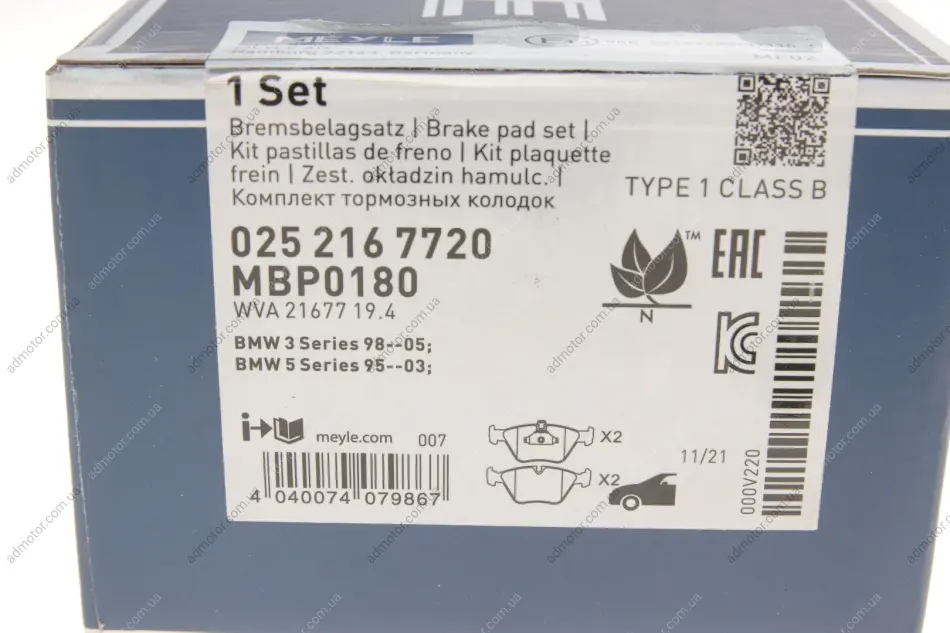 MEYLE
1 Set
Bremsbelagsatz | Brake pad set |
Kit pastillas de freno | Kit plaquette
frein | Zest. okładzin hamulc. |
Комплект тормозных колодок
TYPE 1 CLASS B
025 216 7720
MBP0180
WVA 21677 19.4
BMW 3 Series 98--05;
BMW 5 Series 95--03;
TM
EAC
N
meyle.com 007
X2
X2
11/21
000V220
4 040074 079867
admotor.com.ua